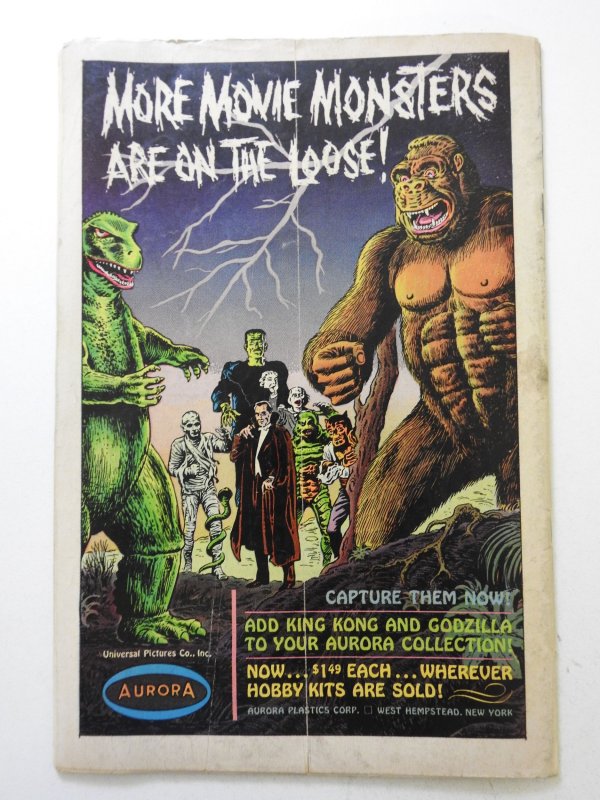 MORE MOVIE MONSTERS
ARE ON THE LOOSE!
CAPTURE THEM NOW!
ADD KING KONG AND GODZILLA
TO YOUR AURORA COLLECTION!
Universal Pictures Co., Inc.
NOW... $1.49 EACH... WHEREVER
HOBBY KITS ARE SOLD!
AURORA
AURORA PLASTICS CORP. □ WEST HEMPSTEAD, NEW YORK